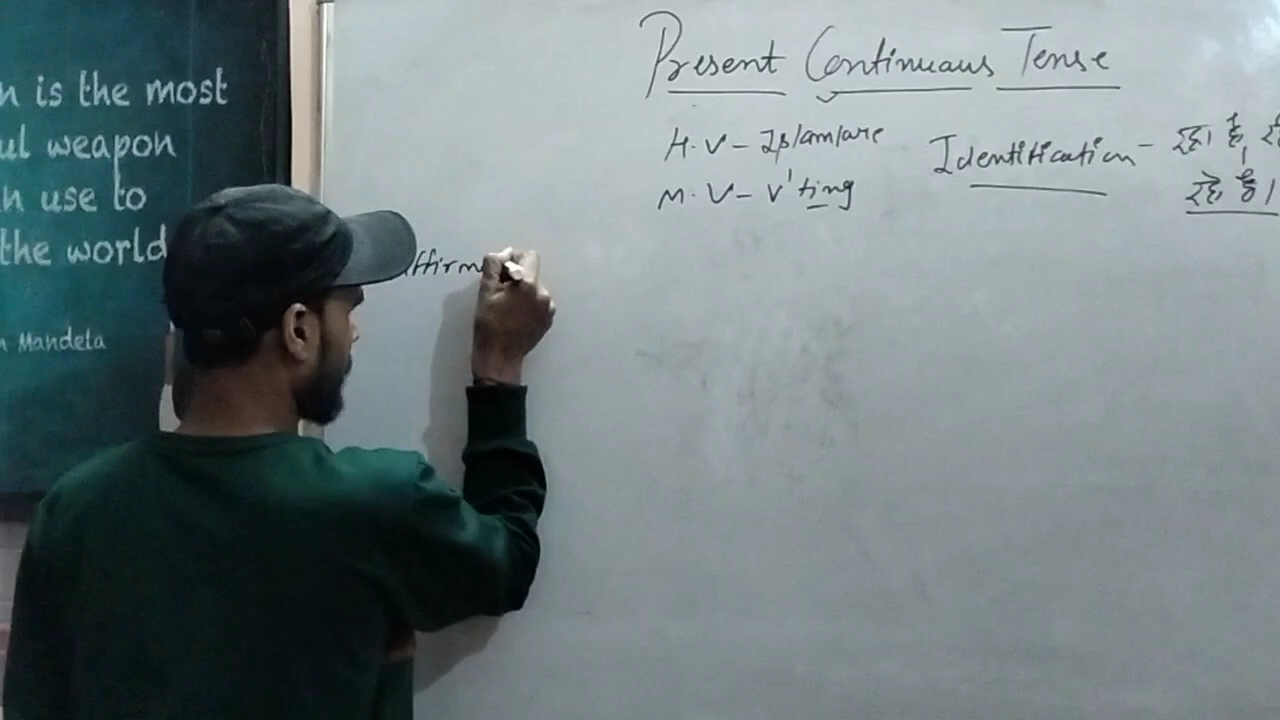 n is the most
ul weapon
n use to
the world
n Mandela
Present Continuous Tense
H.V – Is/am/are
M.V – V¹+ing
Identification – रहा है,
रहे हैं।
Affirm